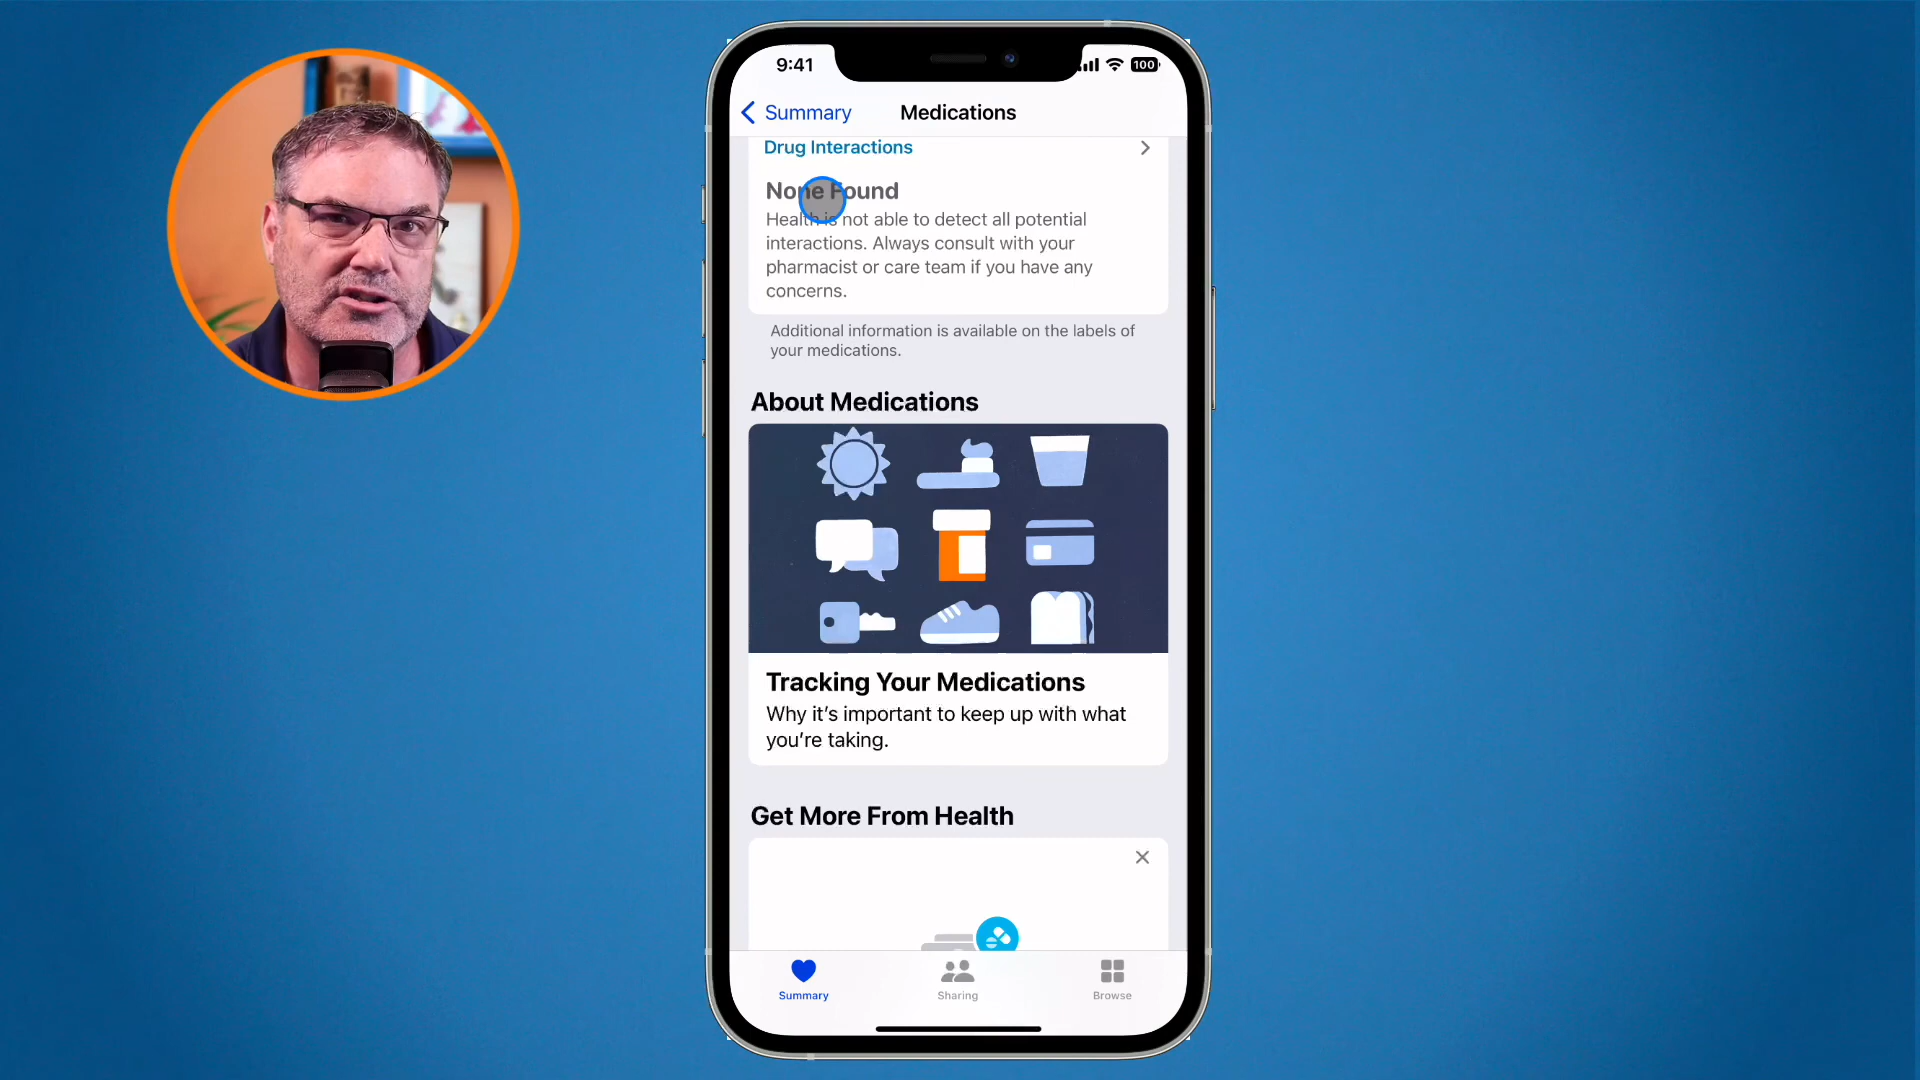 9:41
100
Summary
Medications
Drug Interactions
None Found
Health is not able to detect all potential
interactions. Always consult with your
pharmacist or care team if you have any
concerns.
Additional information is available on the labels of
your medications.
About Medications
Tracking Your Medications
Why it’s important to keep up with what
you’re taking.
Get More From Health
Summary
Sharing
Browse